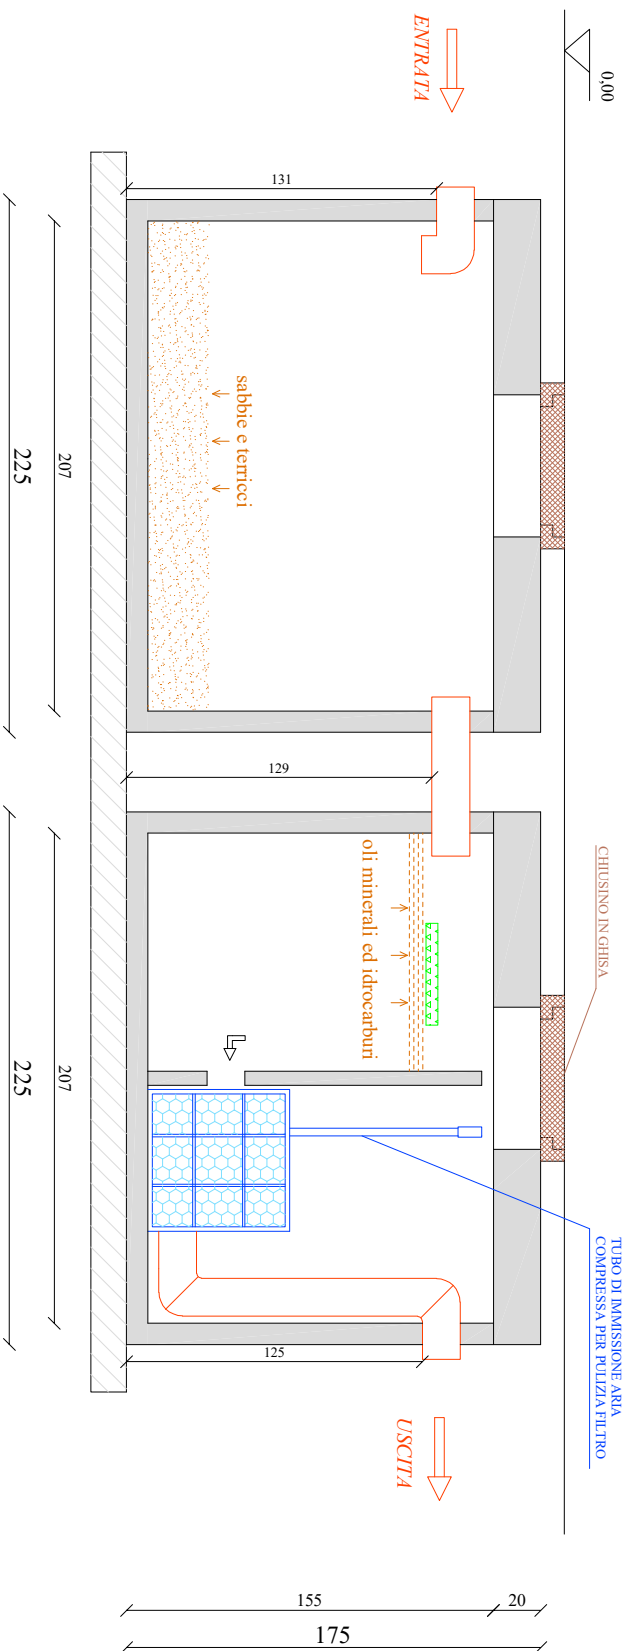 0,00
ENTRATA
131
sabbie e terricci
207
225
129
CHIUSINO IN GHISA
oli minerali ed idrocarburi
207
225
TUBO DI IMMISSIONE ARIA
COMPRESSA PER PULIZIA FILTRO
125
USCITA
155
20
175